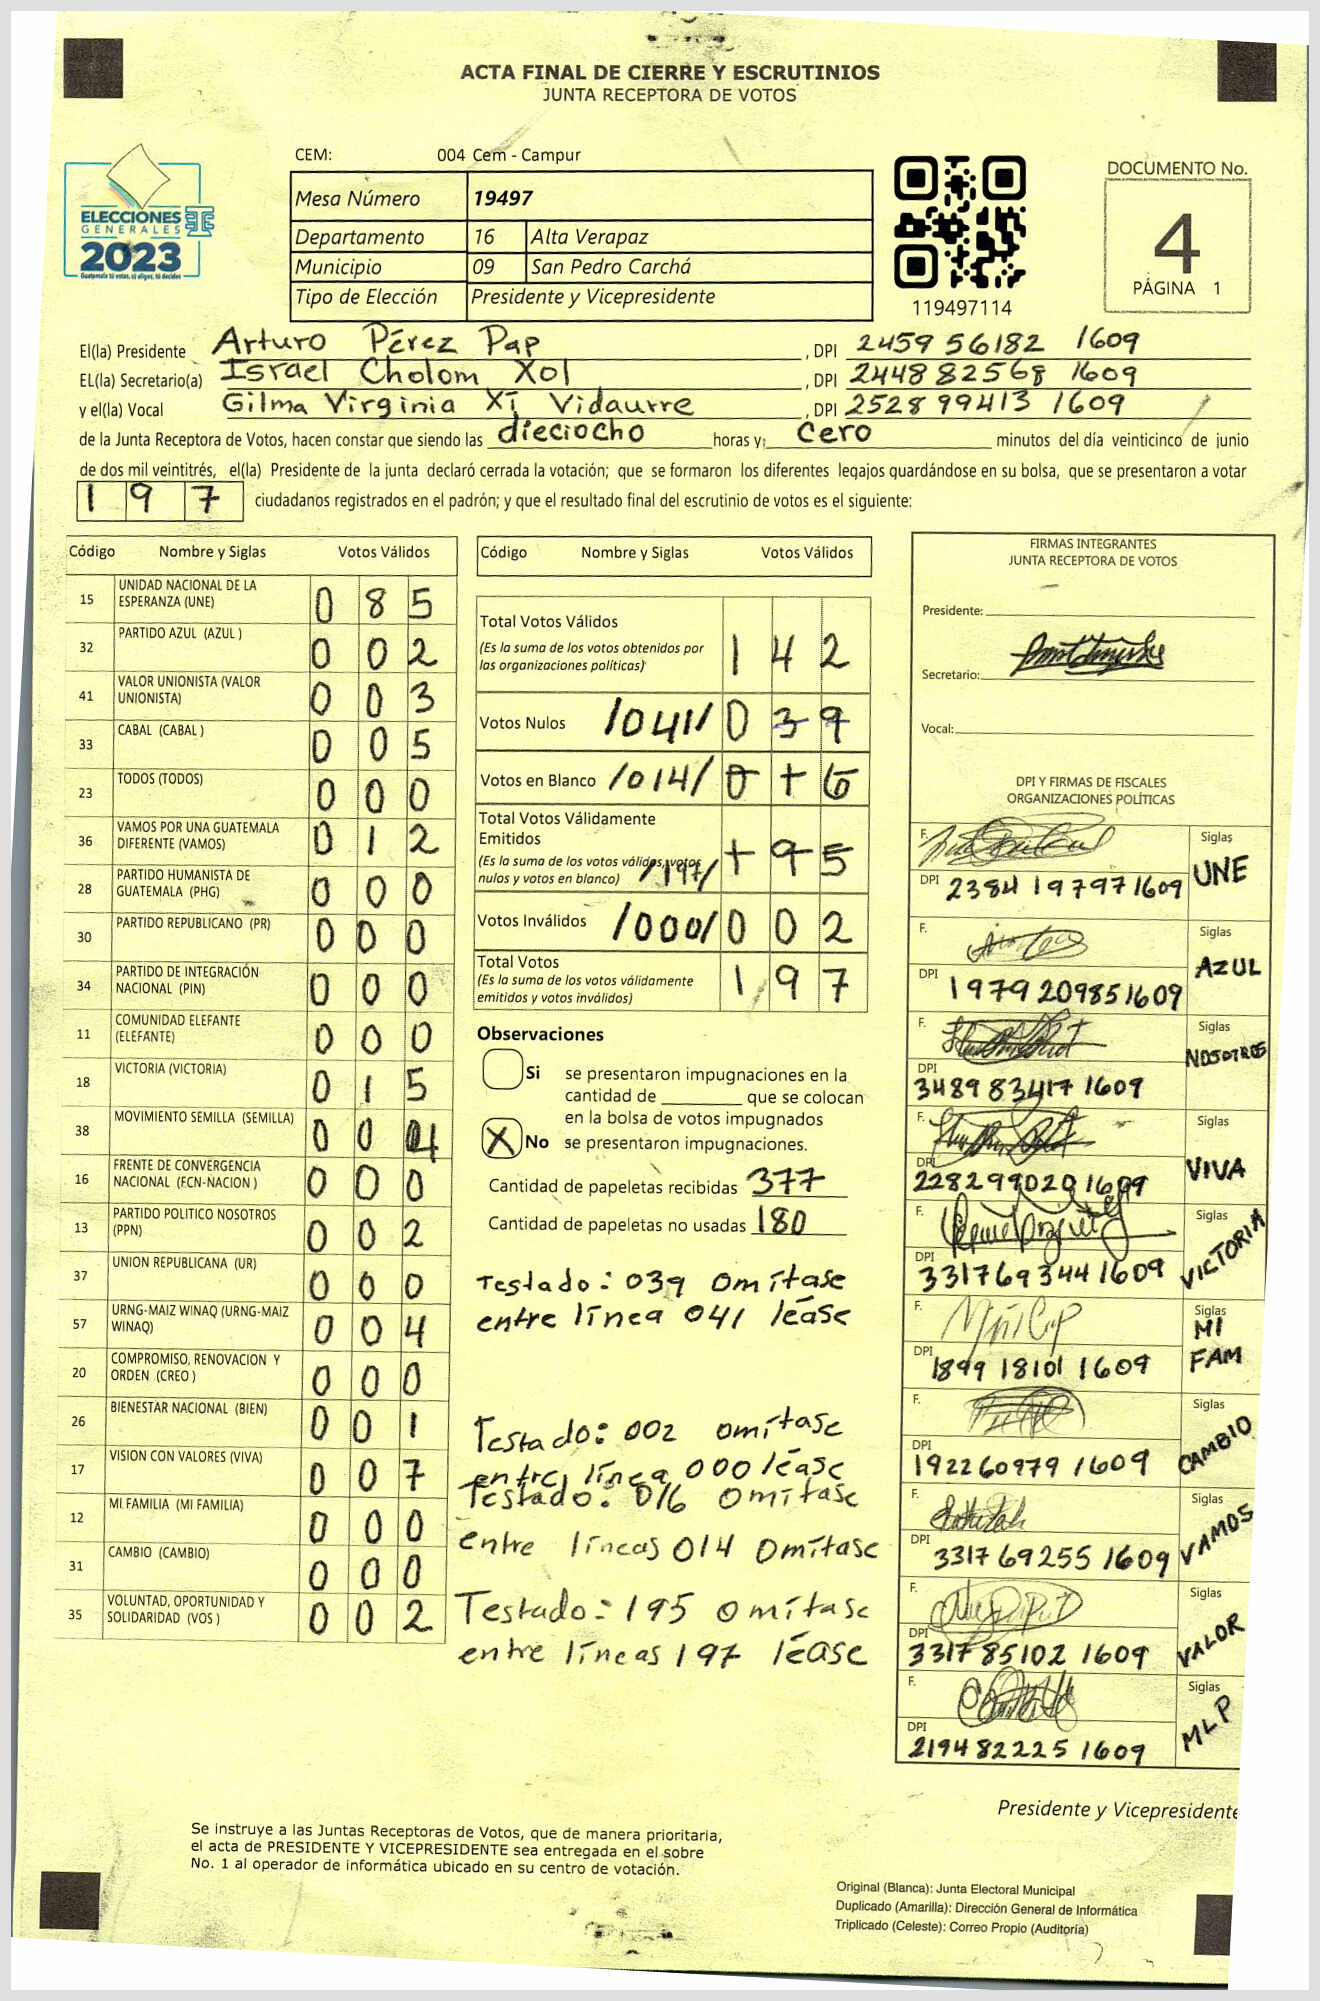 ACTA FINAL DE CIERRE Y ESCRUTINIOS
JUNTA RECEPTORA DE VOTOS
ELECCIONES
GENERALES
2023
Guatemala tú votas, tú eliges, tú decides
CEM: 004 Cem - Campur
Mesa Número 19497
Departamento 16 Alta Verapaz
Municipio 09 San Pedro Carchá
Tipo de Elección Presidente y Vicepresidente
119497114
DOCUMENTO No.
4
PÁGINA 1
El(la) Presidente Arturo Pérez Pap , DPI 2459 56182 1609
EL(la) Secretario(a) Israel Cholom Xol , DPI 2448 82568 1609
y el(la) Vocal Gilma Virginia Xi Vidaurre , DPI 2528 99413 1609
de la Junta Receptora de Votos, hacen constar que siendo las dieciocho horas y cero minutos del día veinticinco de junio
de dos mil veintitrés, el(la) Presidente de la junta declaró cerrada la votación; que se formaron los diferentes legajos quardándose en su bolsa, que se presentaron a votar
1 9 7 ciudadanos registrados en el padrón; y que el resultado final del escrutinio de votos es el siguiente:
Código Nombre y Siglas Votos Válidos
15 UNIDAD NACIONAL DE LA ESPERANZA (UNE) 0 8 5
32 PARTIDO AZUL (AZUL ) 0 0 2
41 VALOR UNIONISTA (VALOR UNIONISTA) 0 0 3
33 CABAL (CABAL ) 0 0 5
23 TODOS (TODOS) 0 0 0
36 VAMOS POR UNA GUATEMALA DIFERENTE (VAMOS) 0 1 2
28 PARTIDO HUMANISTA DE GUATEMALA (PHG) 0 0 0
30 PARTIDO REPUBLICANO (PR) 0 0 0
34 PARTIDO DE INTEGRACIÓN NACIONAL (PIN) 0 0 0
11 COMUNIDAD ELEFANTE (ELEFANTE) 0 0 0
18 VICTORIA (VICTORIA) 0 1 5
38 MOVIMIENTO SEMILLA (SEMILLA) 0 0 4
16 FRENTE DE CONVERGENCIA NACIONAL (FCN-NACION ) 0 0 0
13 PARTIDO POLITICO NOSOTROS (PPN) 0 0 2
37 UNION REPUBLICANA (UR) 0 0 0
57 URNG-MAIZ WINAQ (URNG-MAIZ WINAQ) 0 0 4
20 COMPROMISO, RENOVACION Y ORDEN (CREO ) 0 0 0
26 BIENESTAR NACIONAL (BIEN) 0 0 1
17 VISION CON VALORES (VIVA) 0 0 7
12 MI FAMILIA (MI FAMILIA) 0 0 0
31 CAMBIO (CAMBIO) 0 0 0
35 VOLUNTAD, OPORTUNIDAD Y SOLIDARIDAD (VOS ) 0 0 2
Código Nombre y Siglas Votos Válidos
Total Votos Válidos
(Es la suma de los votos obtenidos por
las organizaciones políticas) 1 4 2
Votos Nulos /041/ 0 3 9
Votos en Blanco /014/ 0 1 6
Total Votos Válidamente
Emitidos
(Es la suma de los votos válidos, votos
nulos y votos en blanco) /197/ 1 9 5
Votos Inválidos /000/ 0 0 2
Total Votos
(Es la suma de los votos válidamente
emitidos y votos inválidos) 1 9 7
Observaciones
Si se presentaron impugnaciones en la
cantidad de ________ que se colocan
en la bolsa de votos impugnados
X No se presentaron impugnaciones.
Cantidad de papeletas recibidas 377
Cantidad de papeletas no usadas 180
Testado: 039 omítase
entre línea 041 léase
Testado: 002 omítase
entre línea 000 léase
Testado: 016 omítase
entre líneas 014 omítase
Testado: 195 omítase
entre líneas 197 léase
FIRMAS INTEGRANTES
JUNTA RECEPTORA DE VOTOS
Presidente:
Secretario:
Vocal:
DPI Y FIRMAS DE FISCALES
ORGANIZACIONES POLÍTICAS
F. Siglas
DPI 2384 19797 1609 UNE
F. Siglas
DPI 1979 20985 1609 AZUL
F. Siglas
DPI 3489 83417 1609 NOSOTROS
F. Siglas
DPI 2282 99020 1609 VIVA
F. Siglas
DPI 3317 69344 1609 VICTORIA
F. Siglas
DPI 1899 18101 1609 MI FAM
F. Siglas
DPI 1922 60979 1609 CAMBIO
F. Siglas
DPI 3317 69255 1609 VAMOS
F. Siglas
DPI 3317 85102 1609 VALOR
F. Siglas
DPI 2194 82225 1609 MLP
Presidente y Vicepresidente
Se instruye a las Juntas Receptoras de Votos, que de manera prioritaria,
el acta de PRESIDENTE Y VICEPRESIDENTE sea entregada en el sobre
No. 1 al operador de informática ubicado en su centro de votación.
Original (Blanca): Junta Electoral Municipal
Duplicado (Amarilla): Dirección General de Informática
Triplicado (Celeste): Correo Propio (Auditoría)